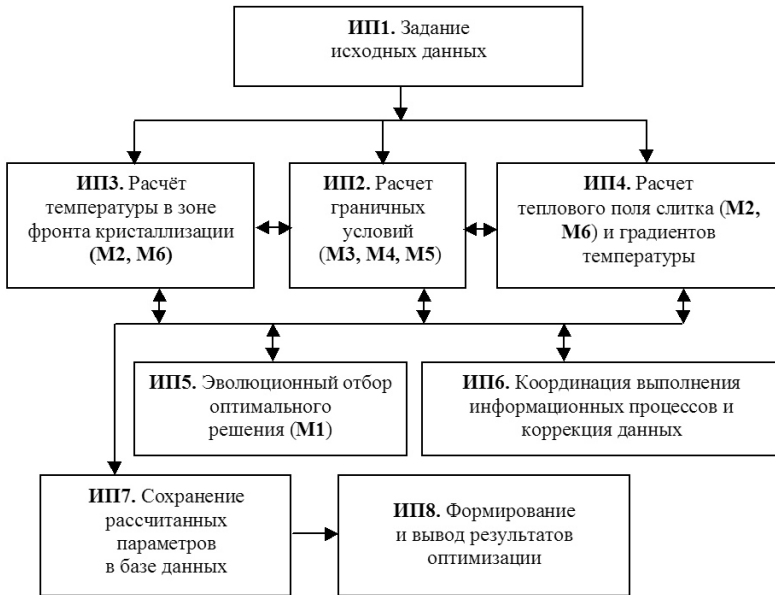 ИП1. Задание
исходных данных
ИП3. Расчёт
температуры в зоне
фронта кристаллизации
(М2, М6)
ИП2. Расчет
граничных
условий
(М3, М4, М5)
ИП4. Расчет
теплового поля слитка (М2,
М6) и градиентов
температуры
ИП5. Эволюционный отбор
оптимального
решения (М1)
ИП6. Координация выполнения
информационных процессов и
коррекция данных
ИП7. Сохранение
рассчитанных
параметров
в базе данных
ИП8. Формирование
и вывод результатов
оптимизации